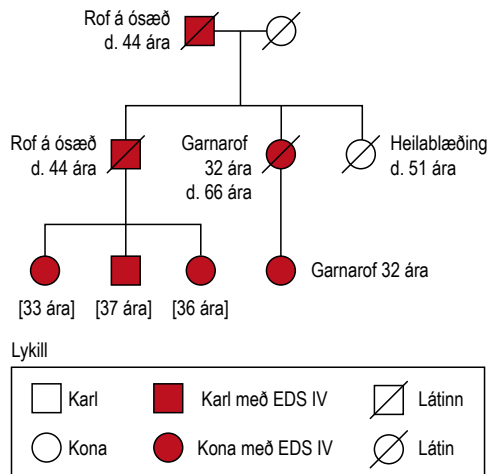 Rof á ósæð
d. 44 ára
Rof á ósæð
d. 44 ára
Garnarof
32 ára
d. 66 ára
Heilablæðing
d. 51 ára
Garnarof 32 ára
[33 ára]
[37 ára]
[36 ára]
Lykill
Karl
Karl með EDS IV
Látinn
Kona
Kona með EDS IV
Látin